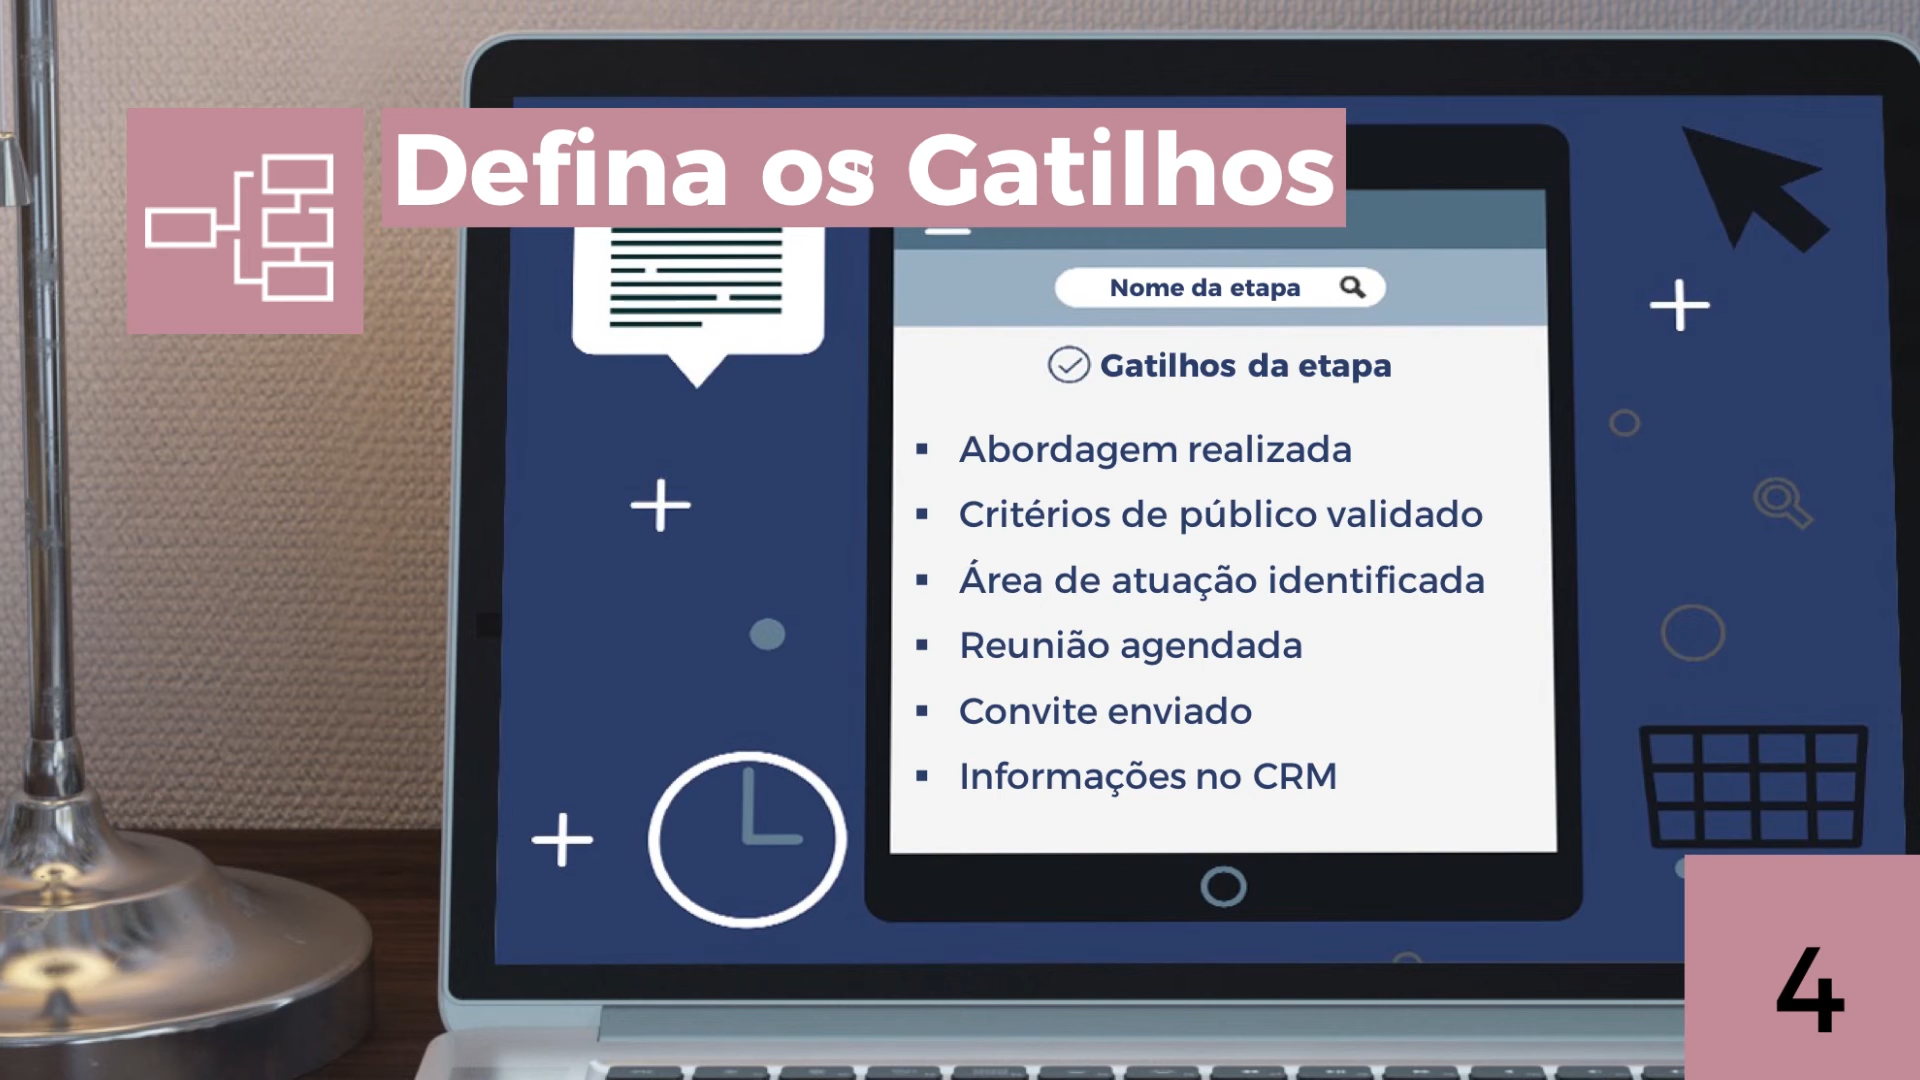 Defina os Gatilhos
Nome da etapa
Gatilhos da etapa
▪ Abordagem realizada
▪ Critérios de público validado
▪ Área de atuação identificada
▪ Reunião agendada
▪ Convite enviado
▪ Informações no CRM
4